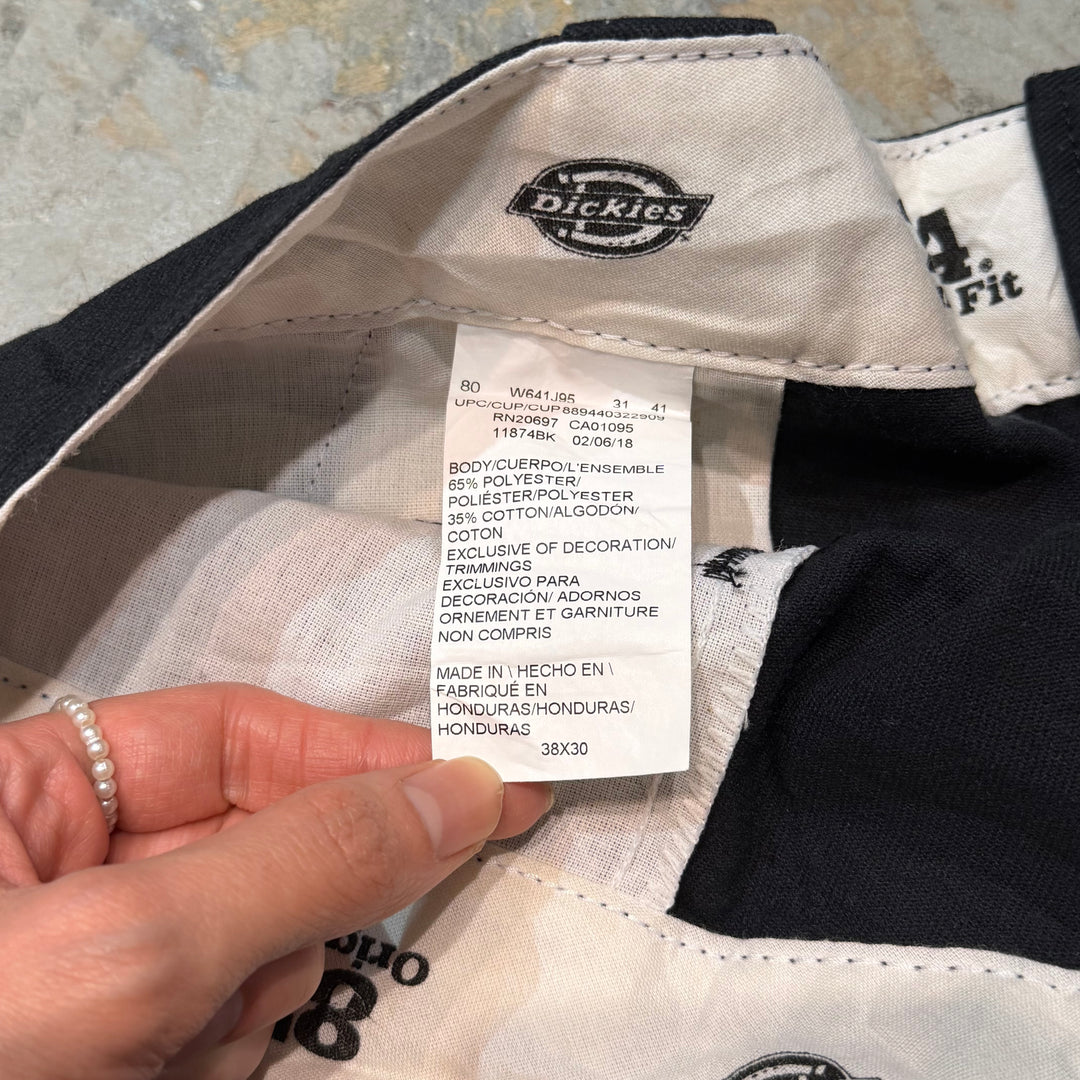 Dickies
4.®
Fit
80 W641J95 31 41
UPC/CUP/CUP889440322909
RN20697 CA01095
11874BK 02/06/18
BODY/CUERPO/L'ENSEMBLE
65% POLYESTER/
POLIÉSTER/POLYESTER
35% COTTON/ALGODÓN/
COTON
EXCLUSIVE OF DECORATION/
TRIMMINGS
EXCLUSIVO PARA
DECORACIÓN/ ADORNOS
ORNEMENT ET GARNITURE
NON COMPRIS
MADE IN \ HECHO EN \
FABRIQUÉ EN
HONDURAS/HONDURAS/
HONDURAS
38X30